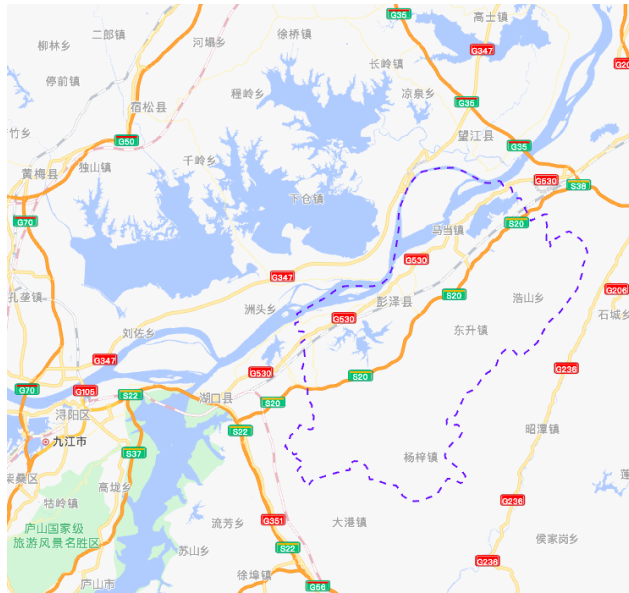 G35
高士镇
二郎镇
徐桥镇
河塌乡
柳林乡
G347
长岭镇
停前镇
程岭乡
凉泉乡
G35
宿松县
竹乡
望江县
G50
G35
千岭乡
独山镇
黄梅县
G530
S38
下仓镇
G70
S20
马当镇
G530
G347
孔垄镇
S20
浩山乡
彭泽县
G206
洲头乡
G530
石城乡
刘佐乡
东升镇
G347
G530
G236
S20
G70
G105
S22
湖口县
S20
浔阳区
S22
昭潭镇
九江市
S37
杨梓镇
柴桑区
高垅乡
牯岭镇
G236
流芳乡
G351
大港镇
庐山国家级
旅游风景名胜区
侯家岗乡
苏山乡
S22
G236
徐埠镇
庐山市
G56